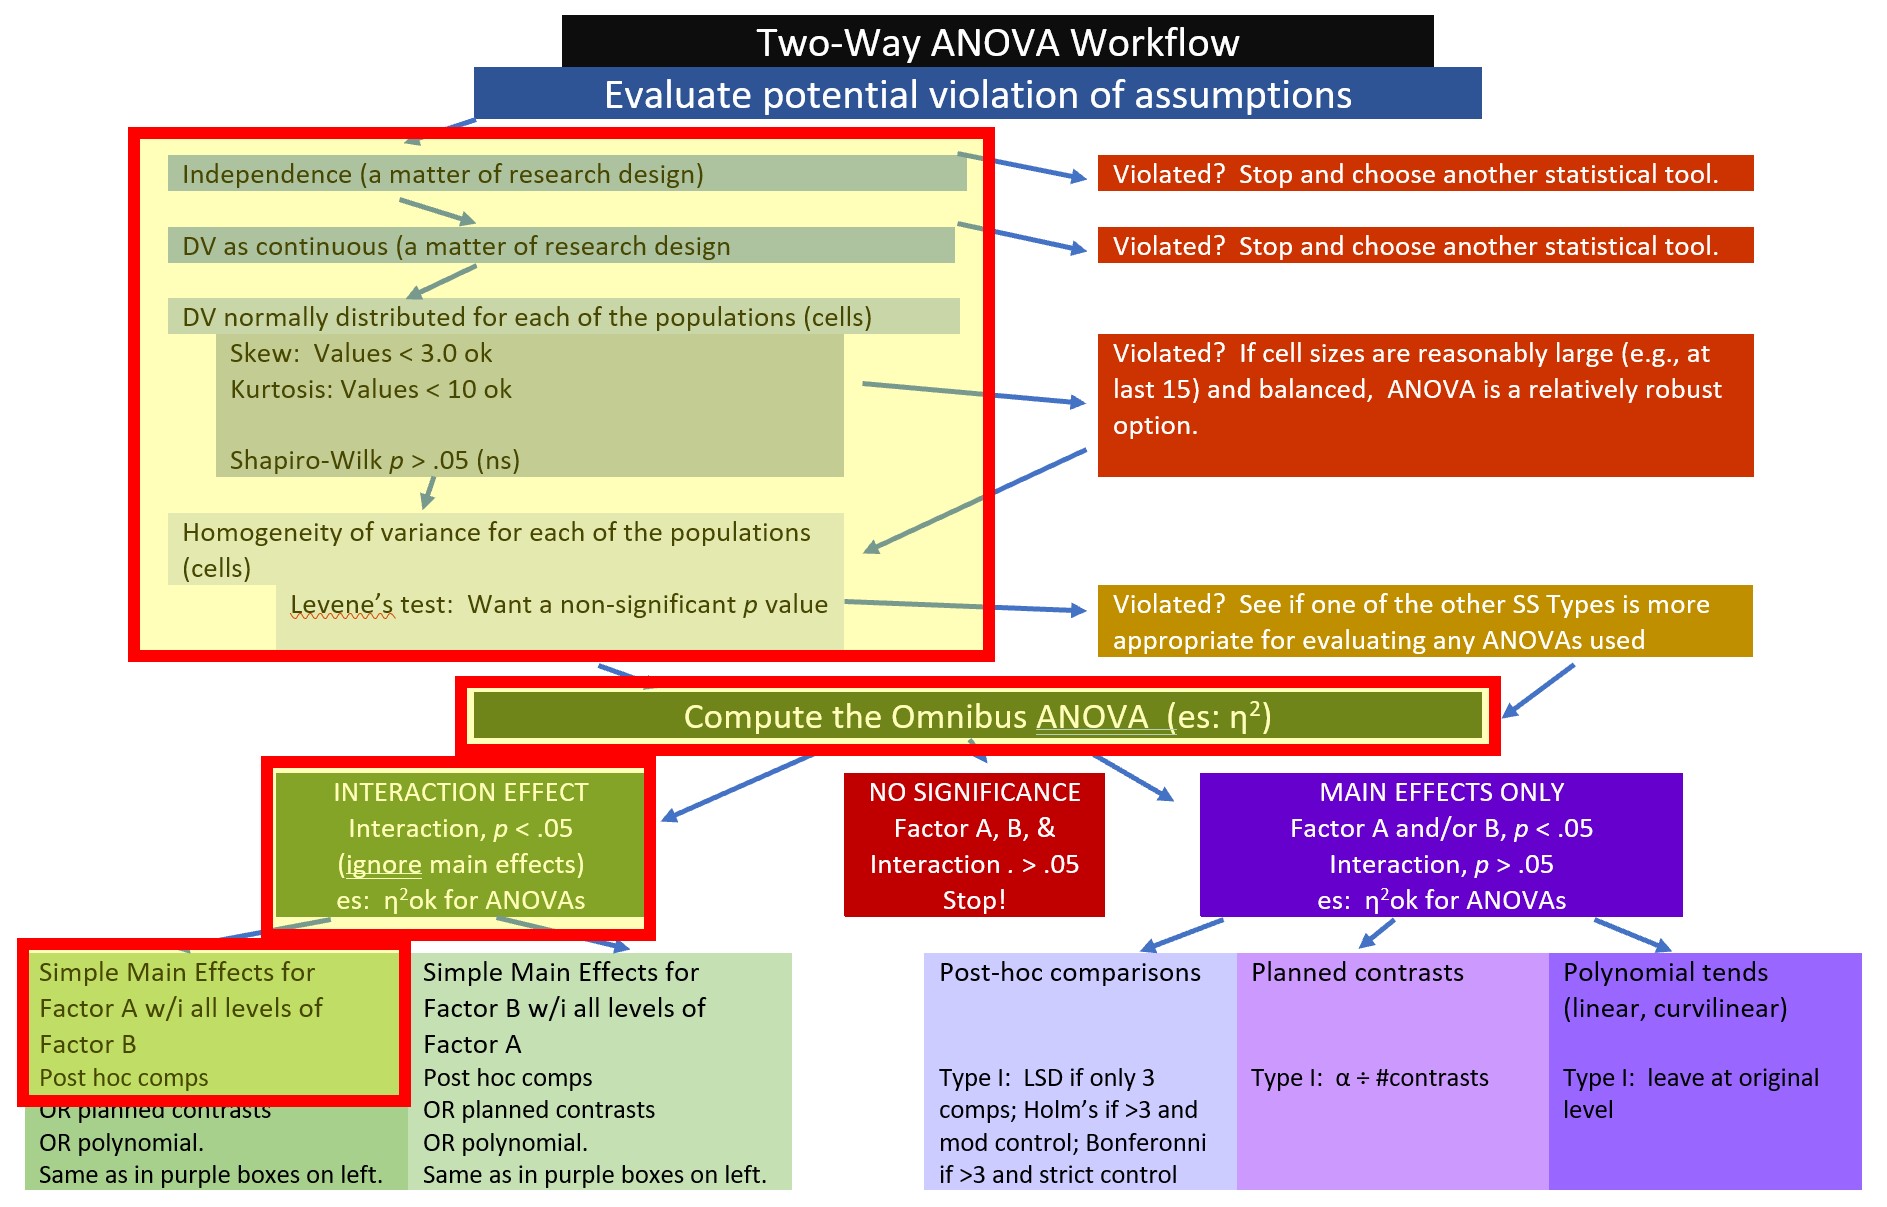 Two-Way ANOVA Workflow
Evaluate potential violation of assumptions
Independence (a matter of research design)
Violated?  Stop and choose another statistical tool.
DV as continuous (a matter of research design
Violated?  Stop and choose another statistical tool.
DV normally distributed for each of the populations (cells)
Skew:  Values < 3.0 ok
Kurtosis: Values < 10 ok
Shapiro-Wilk p > .05 (ns)
Violated?  If cell sizes are reasonably large (e.g., at
last 15) and balanced,  ANOVA is a relatively robust
option.
Homogeneity of variance for each of the populations
(cells)
Levene's test:  Want a non-significant p value
Violated?  See if one of the other SS Types is more
appropriate for evaluating any ANOVAs used
Compute the Omnibus ANOVA  (es: η²)
INTERACTION EFFECT
Interaction, p < .05
(ignore main effects)
es:  η²ok for ANOVAs
NO SIGNIFICANCE
Factor A, B, &
Interaction . > .05
Stop!
MAIN EFFECTS ONLY
Factor A and/or B, p < .05
Interaction, p > .05
es:  η²ok for ANOVAs
Simple Main Effects for
Factor A w/i all levels of
Factor B
Post hoc comps
OR planned contrasts
OR polynomial.
Same as in purple boxes on left.
Simple Main Effects for
Factor B w/i all levels of
Factor A
Post hoc comps
OR planned contrasts
OR polynomial.
Same as in purple boxes on left.
Post-hoc comparisons
Type I:  LSD if only 3
comps; Holm's if >3 and
mod control; Bonferonni
if >3 and strict control
Planned contrasts
Type I:  α ÷ #contrasts
Polynomial tends
(linear, curvilinear)
Type I:  leave at original
level